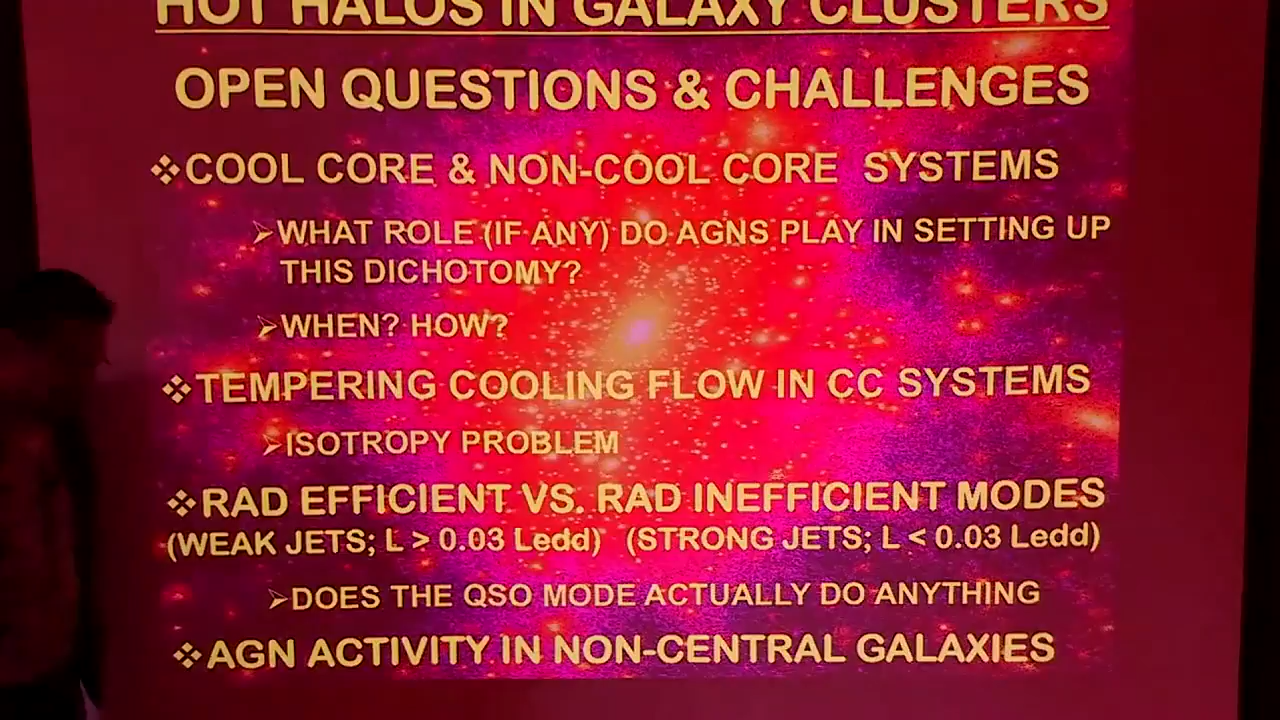 HOT HALOS IN GALAXY CLUSTERS
OPEN QUESTIONS & CHALLENGES
❖COOL CORE & NON-COOL CORE SYSTEMS
➢WHAT ROLE (IF ANY) DO AGNS PLAY IN SETTING UP
THIS DICHOTOMY?
➢WHEN? HOW?
❖TEMPERING COOLING FLOW IN CC SYSTEMS
➢ISOTROPY PROBLEM
❖RAD EFFICIENT VS. RAD INEFFICIENT MODES
(WEAK JETS; L > 0.03 Ledd) (STRONG JETS; L < 0.03 Ledd)
➢DOES THE QSO MODE ACTUALLY DO ANYTHING
❖AGN ACTIVITY IN NON-CENTRAL GALAXIES